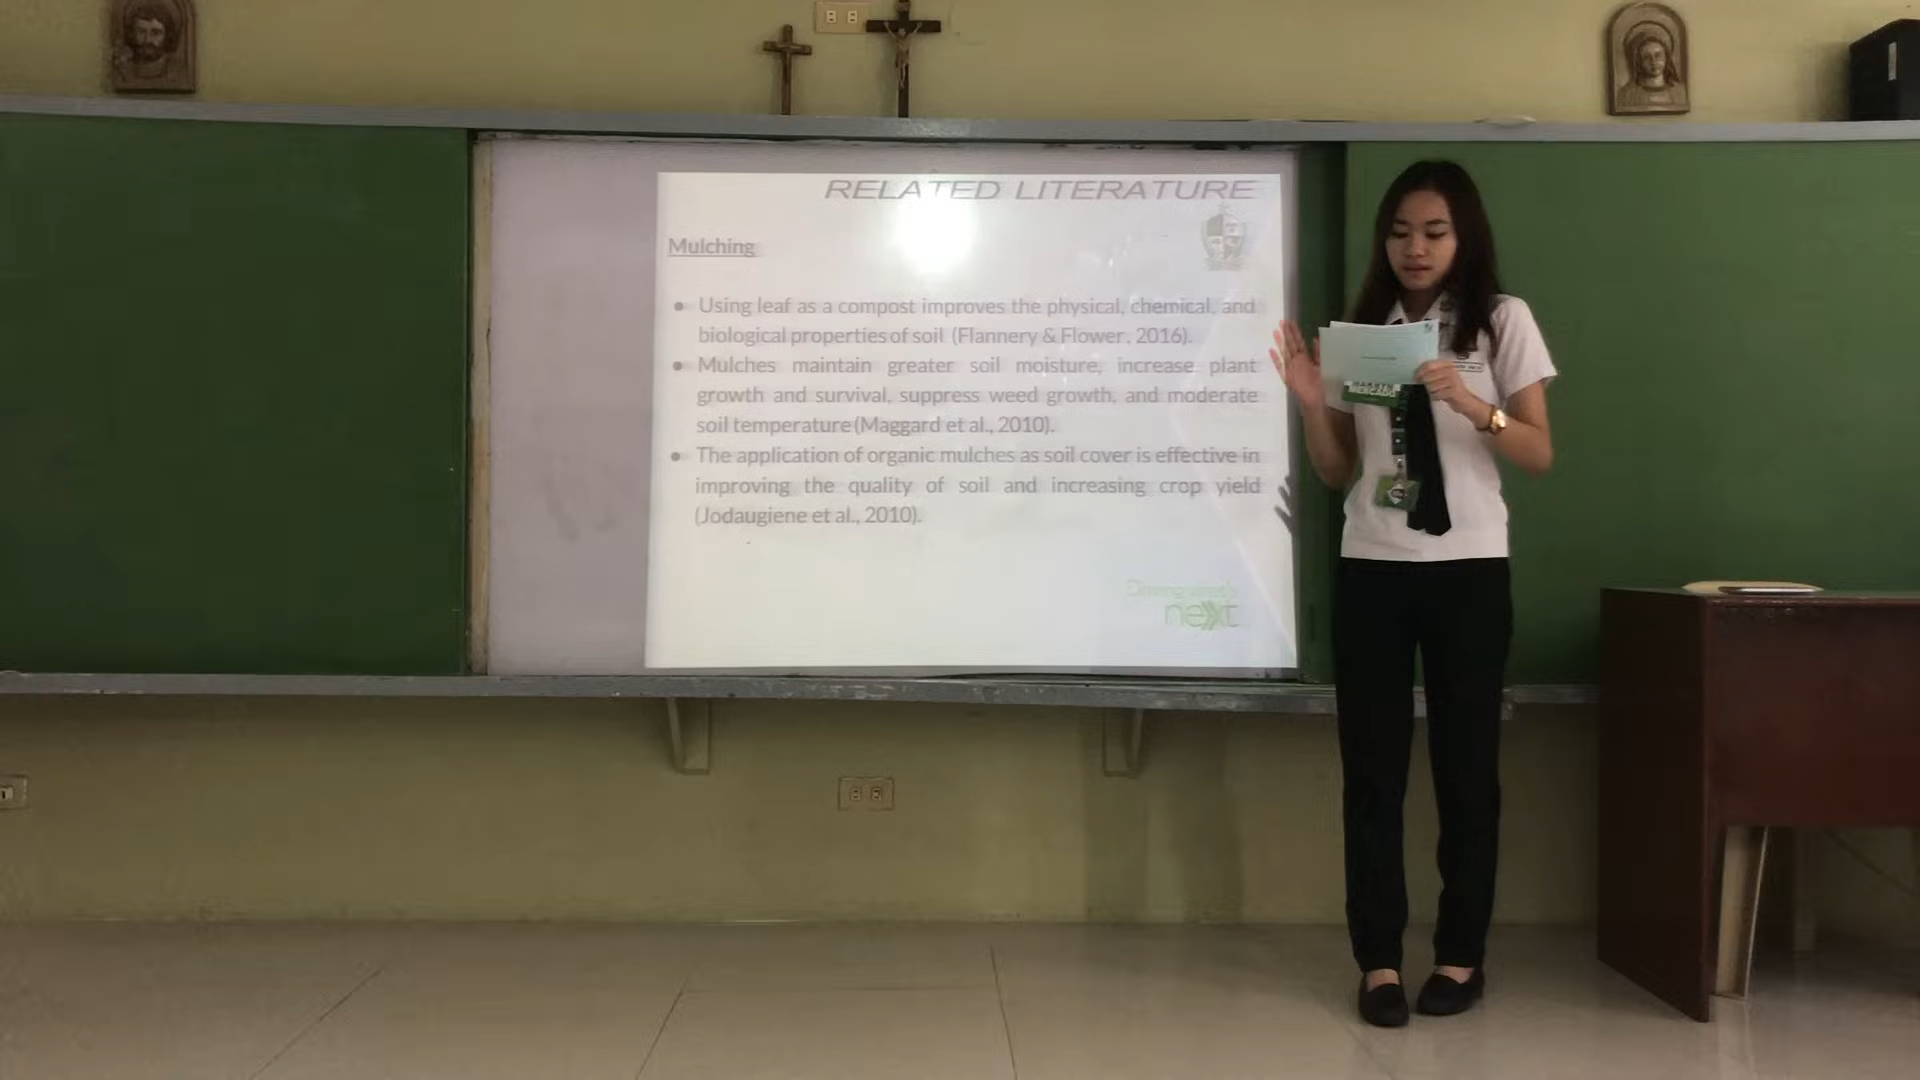 RELATED LITERATURE
Mulching
• Using leaf as a compost improves the physical, chemical, and
biological properties of soil (Flannery & Flower, 2016).
• Mulches maintain greater soil moisture, increase plant
growth and survival, suppress weed growth, and moderate
soil temperature (Maggard et al., 2010).
• The application of organic mulches as soil cover is effective in
improving the quality of soil and increasing crop yield
(Jodaugiene et al., 2010).
next